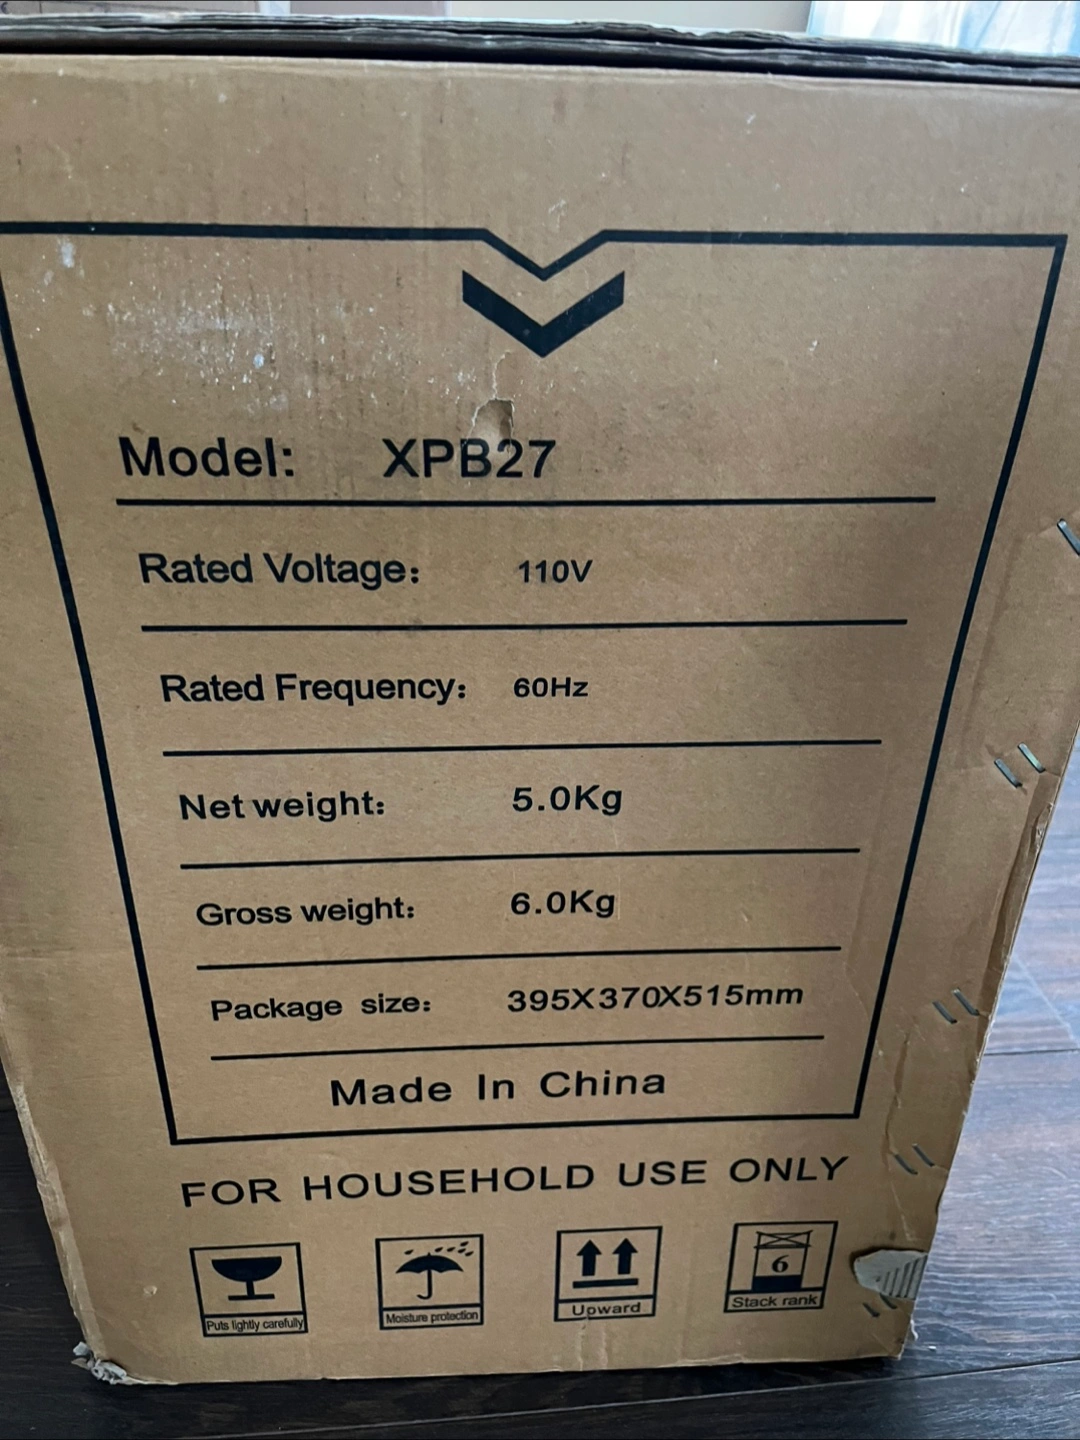 Model: XPB27
Rated Voltage: 110V
Rated Frequency: 60Hz
Net weight: 5.0Kg
Gross weight: 6.0Kg
Package size: 395X370X515mm
Made In China
FOR HOUSEHOLD USE ONLY
6
Puts lightly carefully
Moisture protection
Upward
Stack rank